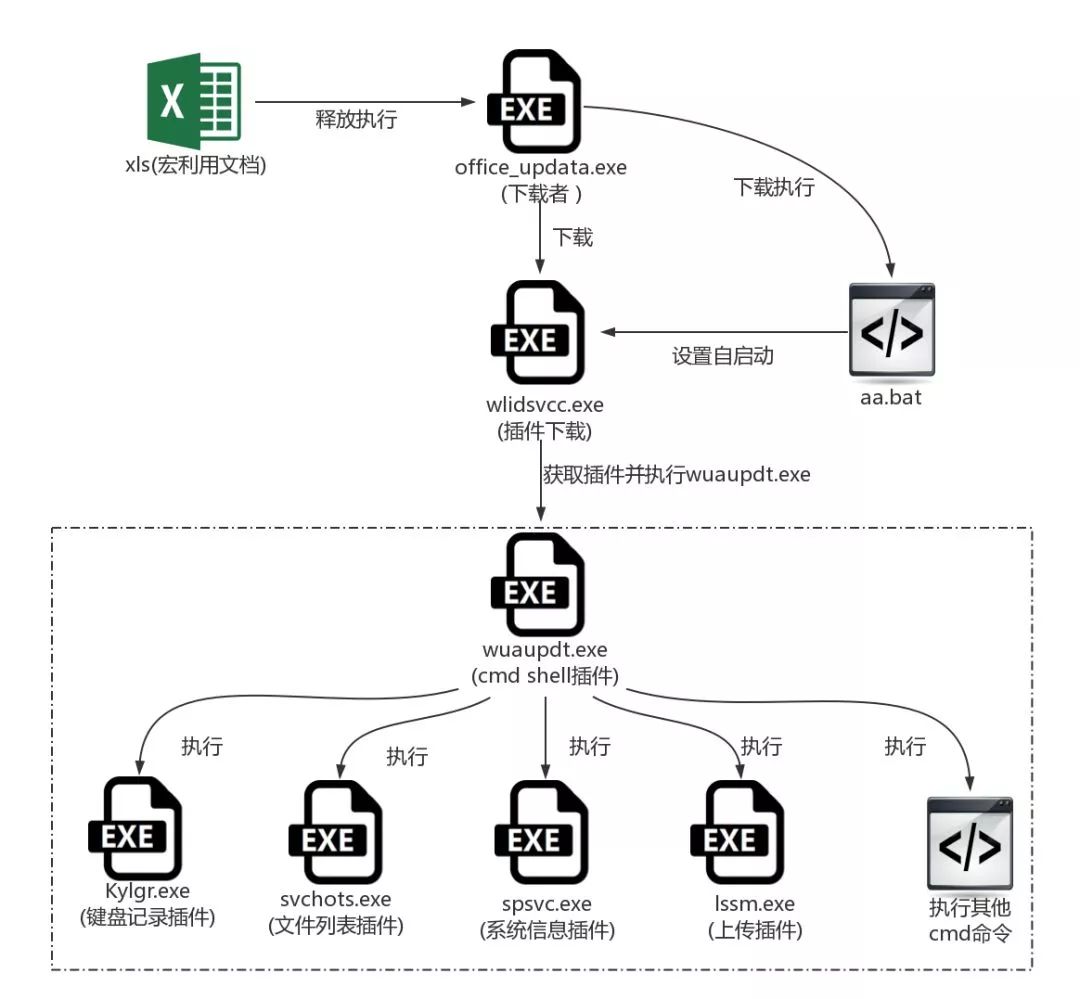 X
EXE
释放执行
xls(宏利用文档)
office_updata.exe
(下载者 )
下载执行
下载
EXE
</>
设置自启动
wlidsvcc.exe
(插件下载)
aa.bat
获取插件并执行wuaupdt.exe
EXE
wuaupdt.exe
(cmd shell插件)
执行
执行
执行
执行
执行
EXE
EXE
EXE
EXE
</>
Kylgr.exe
(键盘记录插件)
svchots.exe
(文件列表插件)
spsvc.exe
(系统信息插件)
lssm.exe
(上传插件)
执行其他
cmd命令